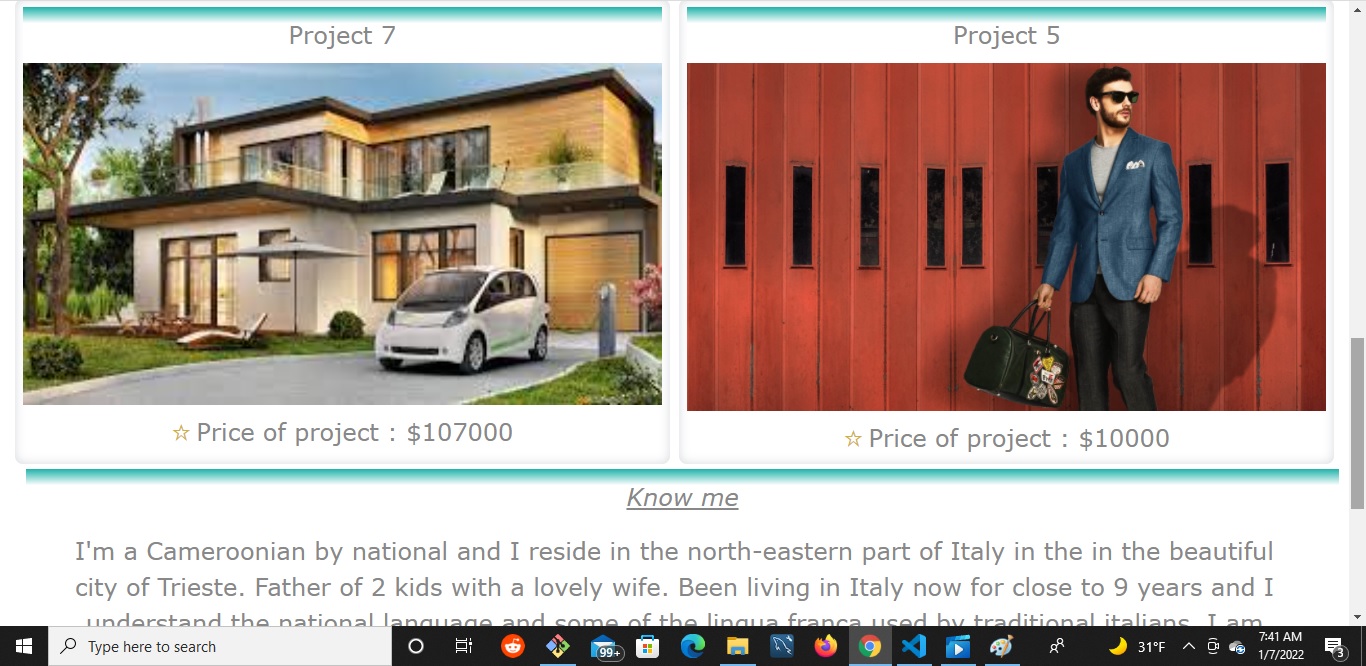 Project 7
Project 5
☆ Price of project : $107000
☆ Price of project : $10000
Know me
I'm a Cameroonian by national and I reside in the north-eastern part of Italy in the in the beautiful
city of Trieste. Father of 2 kids with a lovely wife. Been living in Italy now for close to 9 years and I
understand the national language and some of the lingua franca used by traditional italians. I am
Type here to search
99+
31°F
7:41 AM
1/7/2022
3